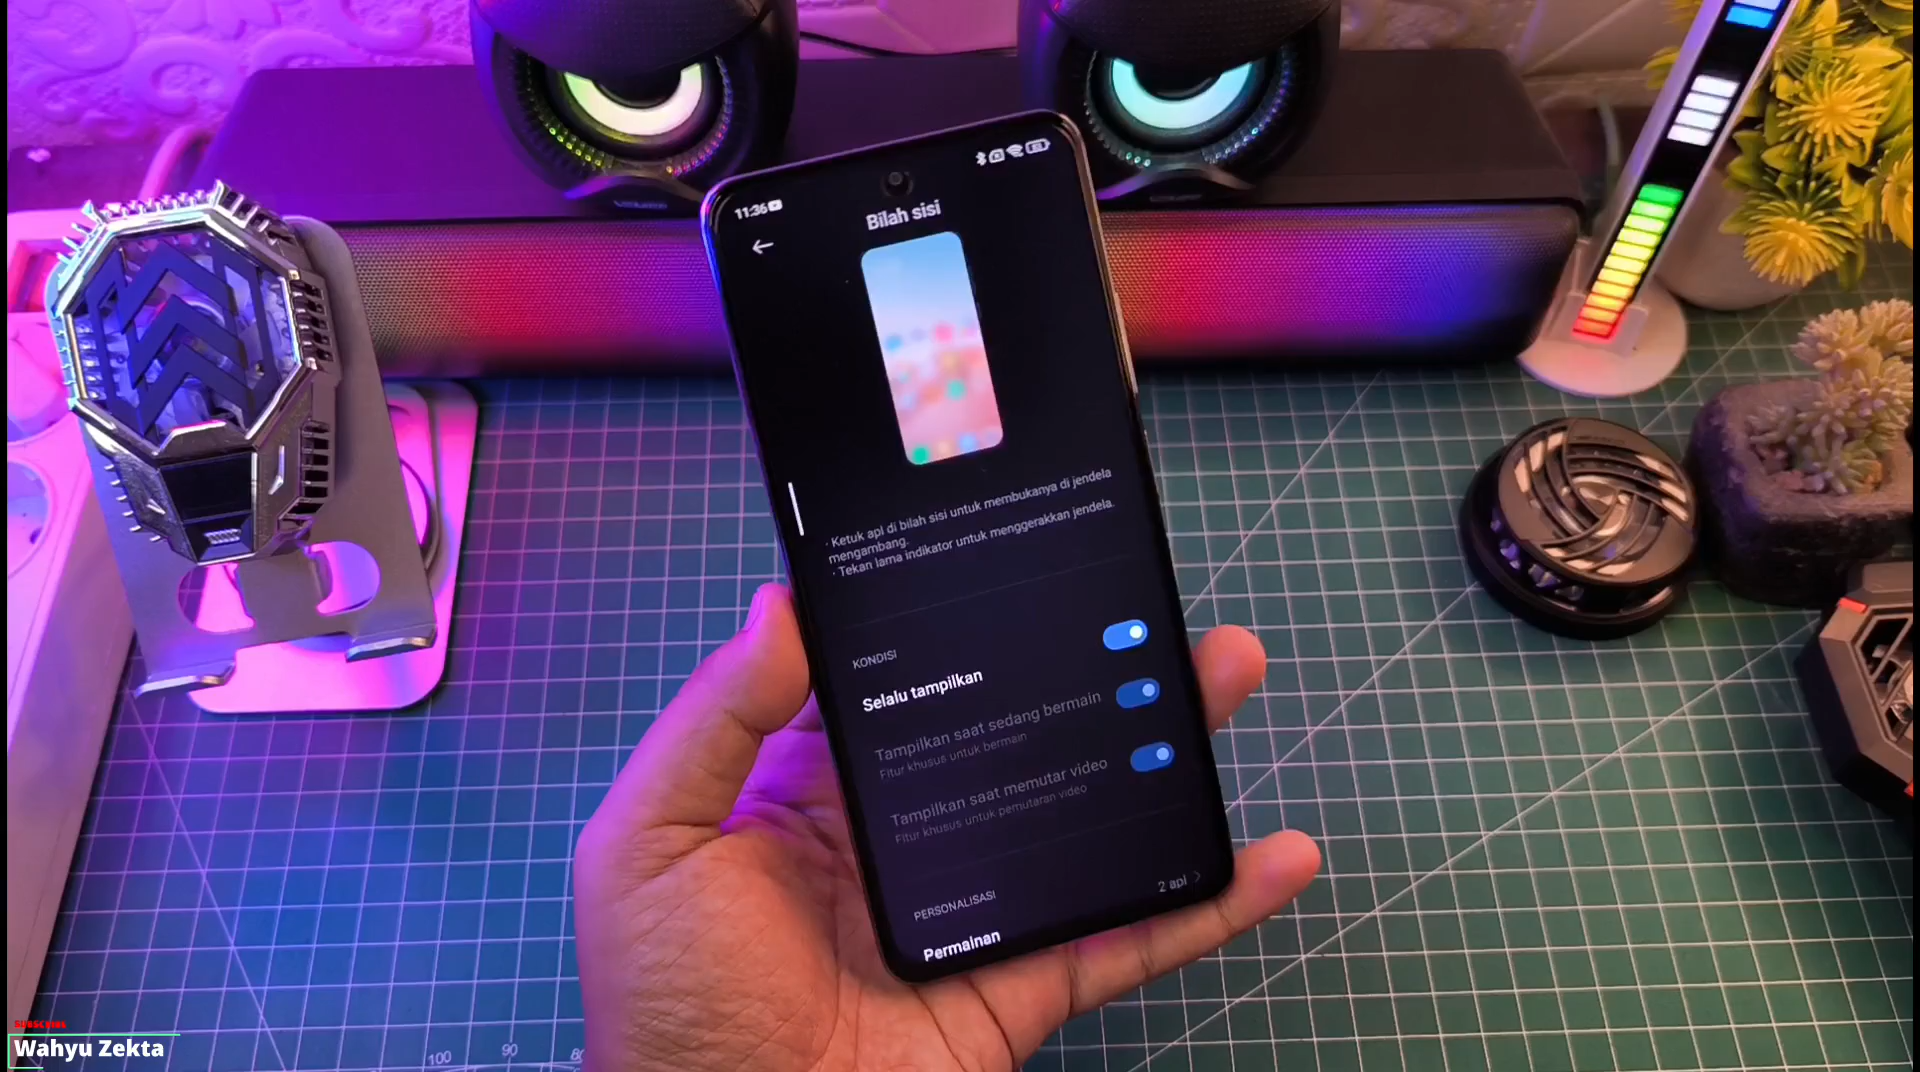 11:36
Bilah sisi
· Ketuk apl di bilah sisi untuk membukanya di jendela
mengambang.
· Tekan lama indikator untuk menggerakkan jendela.
KONDISI
Selalu tampilkan
Tampilkan saat sedang bermain
Fitur khusus untuk bermain
Tampilkan saat memutar video
Fitur khusus untuk pemutaran video
PERSONALISASI
2 apl
Permainan
SUBSCRIBE
Wahyu Zekta
100 90